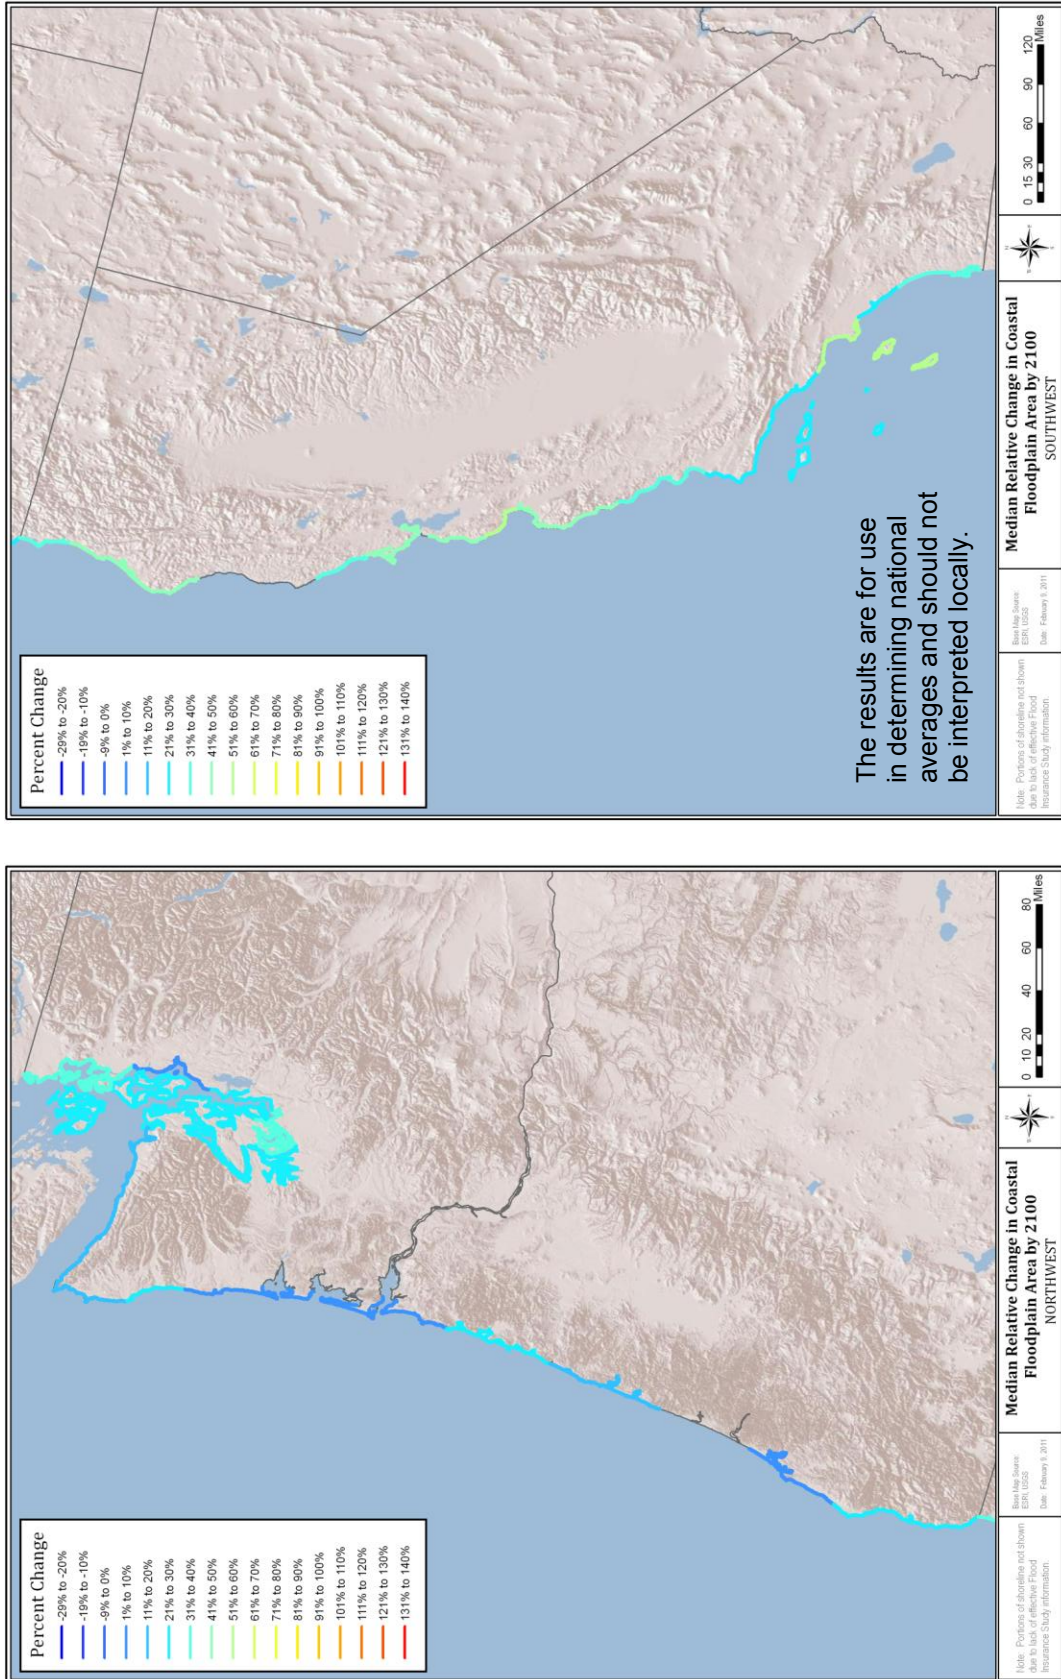 Percent Change
-29% to -20%
-19% to -10%
-9% to 0%
1% to 10%
11% to 20%
21% to 30%
31% to 40%
41% to 50%
51% to 60%
61% to 70%
71% to 80%
81% to 90%
91% to 100%
101% to 110%
111% to 120%
121% to 130%
131% to 140%
Note: Portions of shoreline not shown
due to lack of effective Flood
Insurance Study information.
Base Map Source:
ESRI, USGS
Date: February 9, 2011
Median Relative Change in Coastal
Floodplain Area by 2100
NORTHWEST
0 10 20 40 60 80
Miles
Percent Change
-29% to -20%
-19% to -10%
-9% to 0%
1% to 10%
11% to 20%
21% to 30%
31% to 40%
41% to 50%
51% to 60%
61% to 70%
71% to 80%
81% to 90%
91% to 100%
101% to 110%
111% to 120%
121% to 130%
131% to 140%
The results are for use
in determining national
averages and should not
be interpreted locally.
Note: Portions of shoreline not shown
due to lack of effective Flood
Insurance Study information.
Base Map Source:
ESRI, USGS
Date: February 9, 2011
Median Relative Change in Coastal
Floodplain Area by 2100
SOUTHWEST
0 15 30 60 90 120
Miles